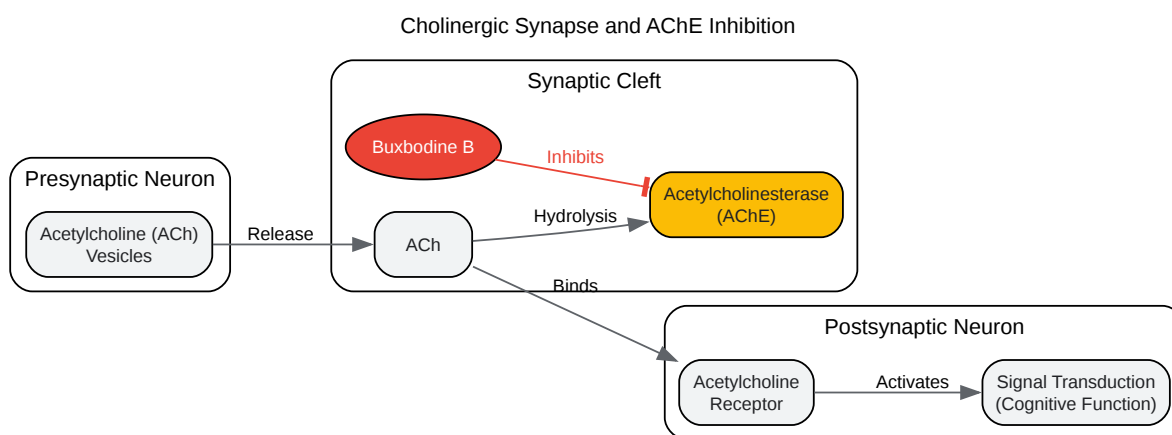 Cholinergic Synapse and AChE Inhibition
Synaptic Cleft
Buxbodine B
Inhibits
Acetylcholinesterase
(AChE)
Presynaptic Neuron
Acetylcholine (ACh)
Vesicles
Release
ACh
Hydrolysis
Binds
Postsynaptic Neuron
Acetylcholine
Receptor
Activates
Signal Transduction
(Cognitive Function)